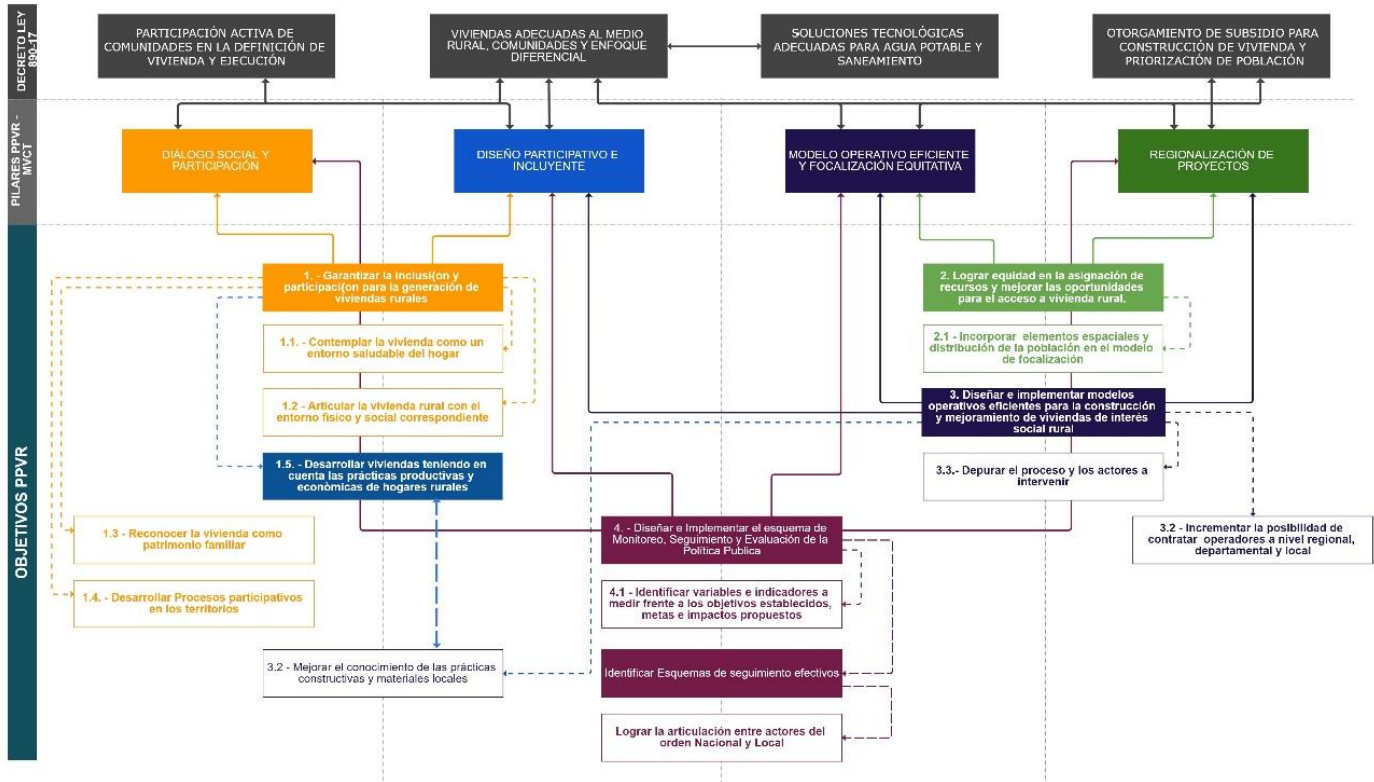 DECRETO LEY
890-17
PARTICIPACIÓN ACTIVA DE
COMUNIDADES EN LA DEFINICIÓN DE
VIVIENDA Y EJECUCIÓN
VIVIENDAS ADECUADAS AL MEDIO
RURAL, COMUNIDADES Y ENFOQUE
DIFERENCIAL
SOLUCIONES TECNOLÓGICAS
ADECUADAS PARA AGUA POTABLE Y
SANEAMIENTO
OTORGAMIENTO DE SUBSIDIO PARA
CONSTRUCCIÓN DE VIVIENDA Y
PRIORIZACIÓN DE POBLACIÓN
PILARES PPVR -
MVCT
DIÁLOGO SOCIAL Y
PARTICIPACIÓN
DISEÑO PARTICIPATIVO E
INCLUYENTE
MODELO OPERATIVO EFICIENTE
Y FOCALIZACIÓN EQUITATIVA
REGIONALIZACIÓN DE
PROYECTOS
OBJETIVOS PPVR
1. - Garantizar la inclusi(on y
participaci(on para la generación de
viviendas rurales
1.1. - Contemplar la vivienda como un
entorno saludable del hogar
1.2 - Articular la vivienda rural con el
entorno físico y social correspondiente
1.5. - Desarrollar viviendas teniendo en
cuenta las prácticas productivas y
econòmicas de hogares rurales
1.3 - Reconocer la vivienda como
patrimonio familiar
1.4. - Desarrollar Procesos participativos
en los territorios
3.2 - Mejorar el conocimiento de las prácticas
constructivas y materiales locales
2. Lograr equidad en la asignación de
recursos y mejorar las oportunidades
para el acceso a vivienda rural.
2.1 - Incorporar elementos espaciales y
distribución de la población en el modelo
de focalización
3. Diseñar e implementar modelos
operativos eficientes para la construcción
y mejoramiento de viviendas de interés
social rural
3.3.- Depurar el proceso y los actores a
intervenir
3.2 - Incrementar la posibilidad de
contratar operadores a nivel regional,
departamental y local
4. - Diseñar e Implementar el esquema de
Monitoreo, Seguimiento y Evaluación de la
Política Publica
4.1 - Identificar variables e indicadores a
medir frente a los objetivos establecidos,
metas e impactos propuestos
Identificar Esquemas de seguimiento efectivos
Lograr la articulación entre actores del
orden Nacional y Local